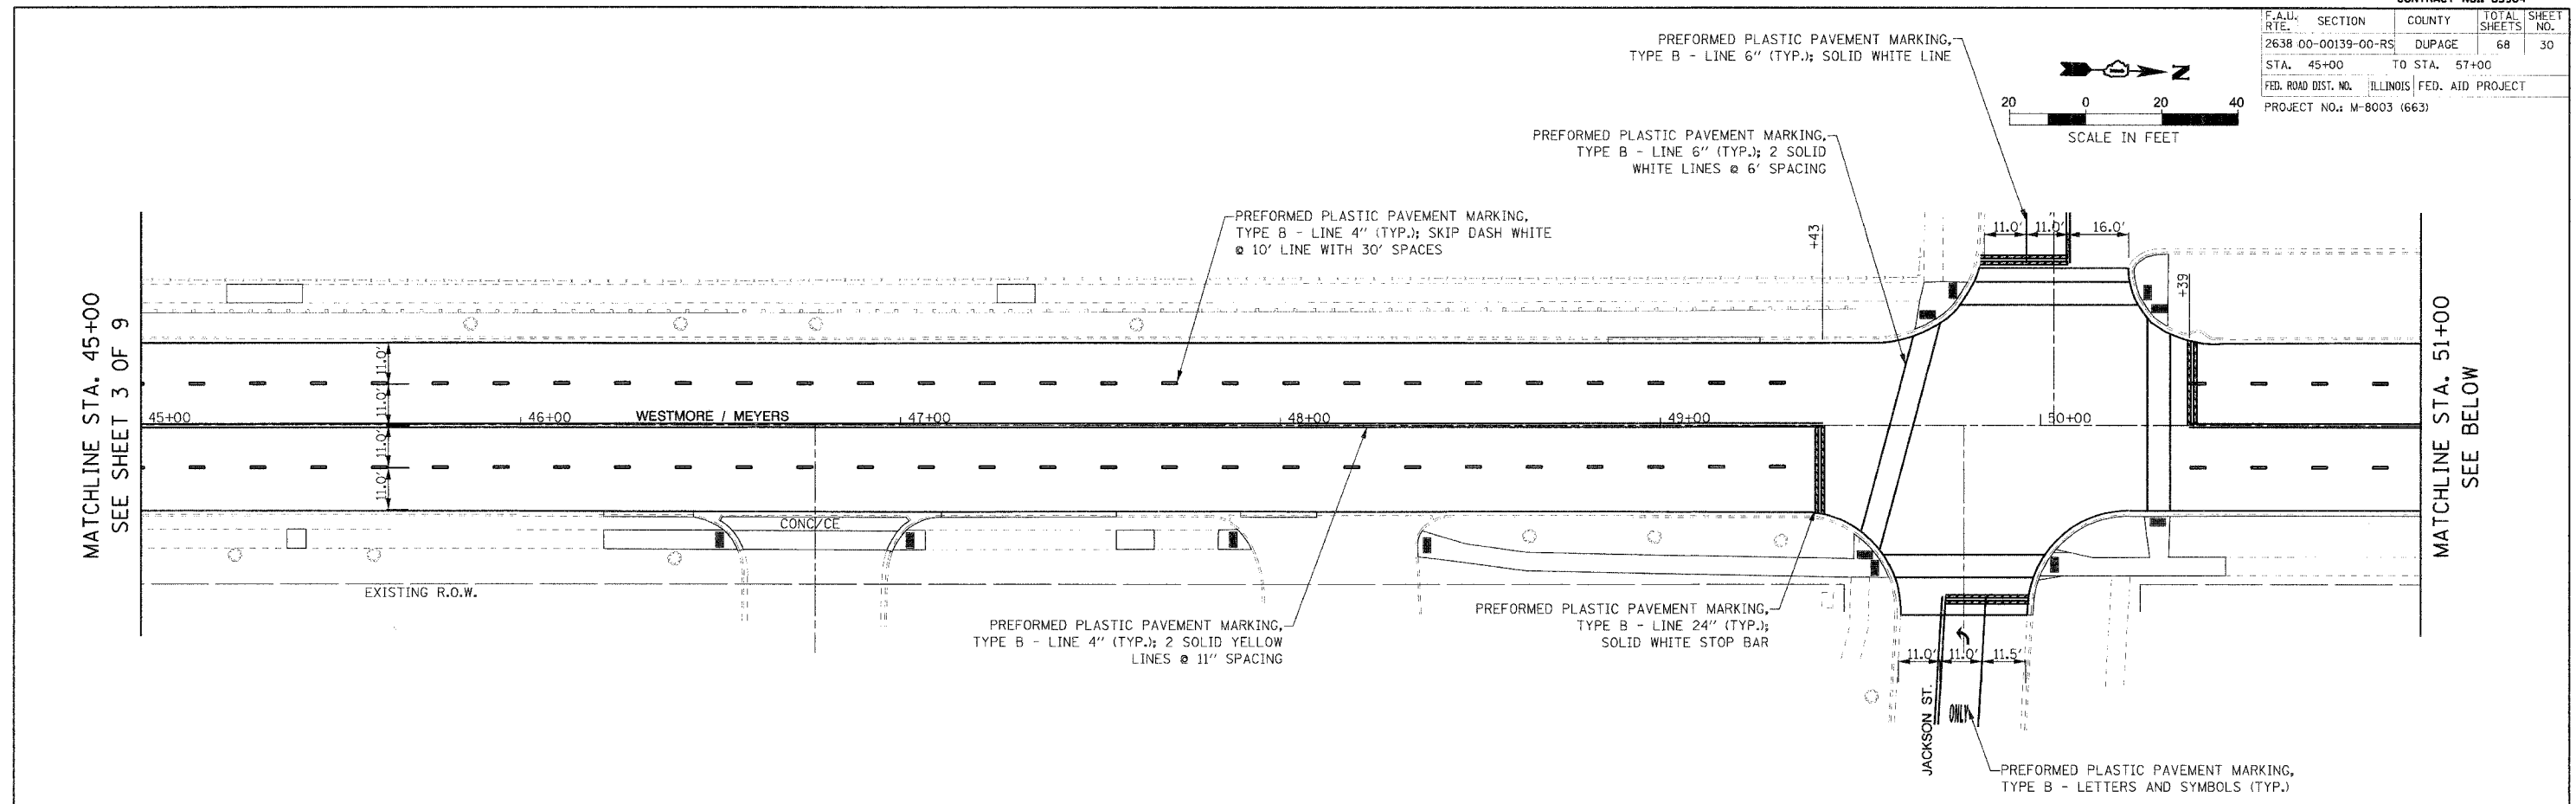 F.A.U. RTE. SECTION COUNTY TOTAL SHEETS SHEET NO.
2638 00-00139-00-RS DUPAGE 68 30
STA. 45+00 TO STA. 57+00
FED. ROAD DIST. NO. ILLINOIS FED. AID PROJECT
PROJECT NO.: M-8003 (663)
N
20 0 20 40
SCALE IN FEET
PREFORMED PLASTIC PAVEMENT MARKING,
TYPE B - LINE 6" (TYP.); SOLID WHITE LINE
PREFORMED PLASTIC PAVEMENT MARKING,
TYPE B - LINE 6" (TYP.); 2 SOLID
WHITE LINES @ 6' SPACING
PREFORMED PLASTIC PAVEMENT MARKING,
TYPE B - LINE 4" (TYP.); SKIP DASH WHITE
@ 10' LINE WITH 30' SPACES
+43
11.0' 11.0' 16.0'
+39
MATCHLINE STA. 45+00
SEE SHEET 3 OF 9
11.0'
11.0'
11.0'
11.0'
45+00 46+00 WESTMORE / MEYERS 47+00 48+00 49+00 50+00
MATCHLINE STA. 51+00
SEE BELOW
CONC/CE
EXISTING R.O.W.
PREFORMED PLASTIC PAVEMENT MARKING,
TYPE B - LINE 4" (TYP.); 2 SOLID YELLOW
LINES @ 11" SPACING
PREFORMED PLASTIC PAVEMENT MARKING,
TYPE B - LINE 24" (TYP.);
SOLID WHITE STOP BAR
11.0' 11.0' 11.5'
JACKSON ST.
ONLY
PREFORMED PLASTIC PAVEMENT MARKING,
TYPE B - LETTERS AND SYMBOLS (TYP.)